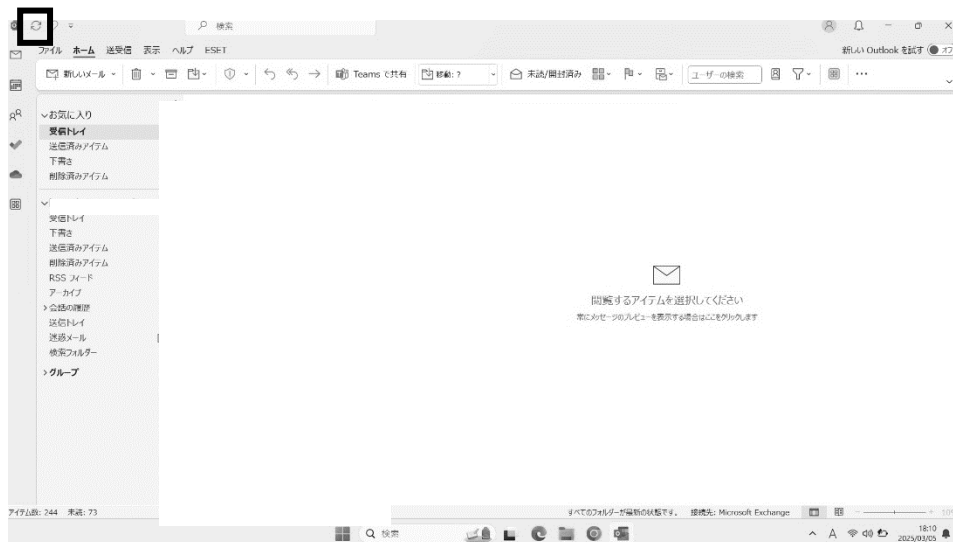 検索
ファイル ホーム 送受信 表示 ヘルプ ESET
新しい Outlook を試す オフ
新しいメール
Teams で共有
移動: ?
未読/開封済み
ユーザーの検索
お気に入り
受信トレイ
送信済みアイテム
下書き
削除済みアイテム
受信トレイ
下書き
送信済みアイテム
削除済みアイテム
RSS フィード
アーカイブ
会話の履歴
送信トレイ
迷惑メール
検索フォルダー
グループ
閲覧するアイテムを選択してください
常にメッセージのプレビューを表示する場合はここをクリックします
アイテム数: 244 未読: 73
すべてのフォルダーが最新の状態です。 接続先: Microsoft Exchange
検索
A
18:10
2025/03/05